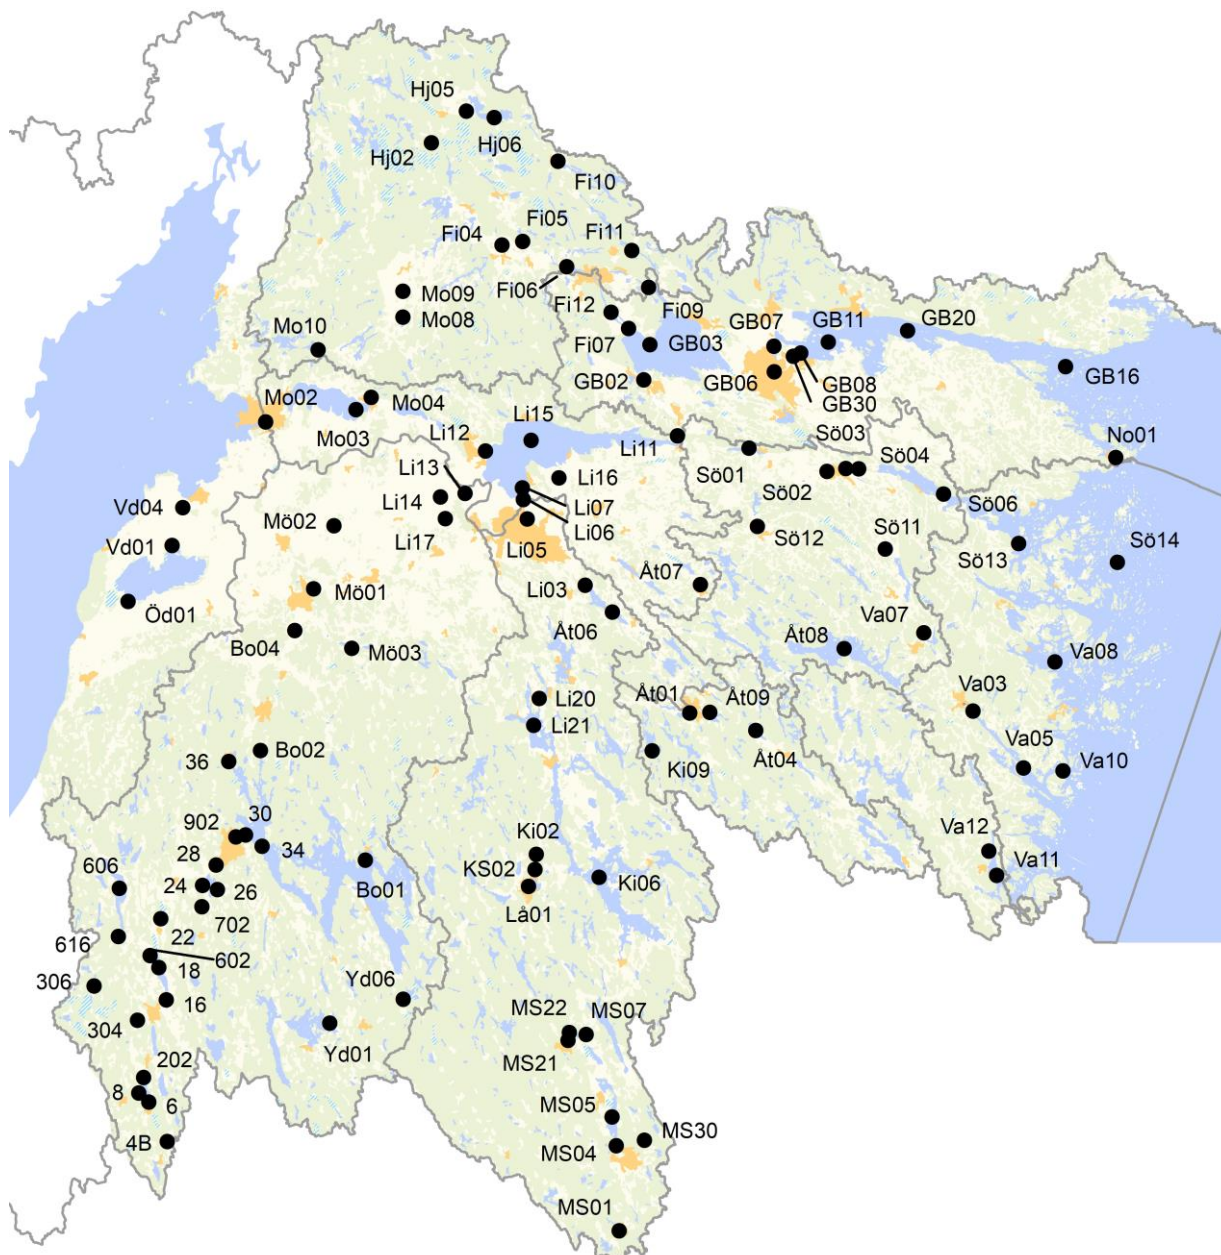 Hj05
Hj06
Hj02
Fi10
Fi05
Fi04
Fi11
Fi06
Mo09
Mo08
Fi12
Fi09
Mo10
Fi07
GB03
GB07
GB11
GB20
GB02
GB06
GB08
GB30
GB16
Mo02
Mo04
Mo03
Li15
Li12
Li11
Sö03
Sö01
Sö04
No01
Li13
Li16
Sö02
Li14
Li07
Sö06
Vd04
Mö02
Li17
Li06
Li05
Sö12
Sö11
Sö13
Sö14
Vd01
Li03
Åt07
Öd01
Mö01
Åt06
Va07
Bo04
Mö03
Åt08
Va08
Li20
Åt01
Åt09
Va03
Li21
Åt04
Bo02
36
Ki09
Va05
Va10
30
902
34
Ki02
Va12
28
606
KS02
Va11
24
26
Bo01
Ki06
Lå01
702
22
616
602
18
306
16
Yd06
304
MS22
MS07
Yd01
MS21
202
8
6
MS05
4B
MS30
MS04
MS01